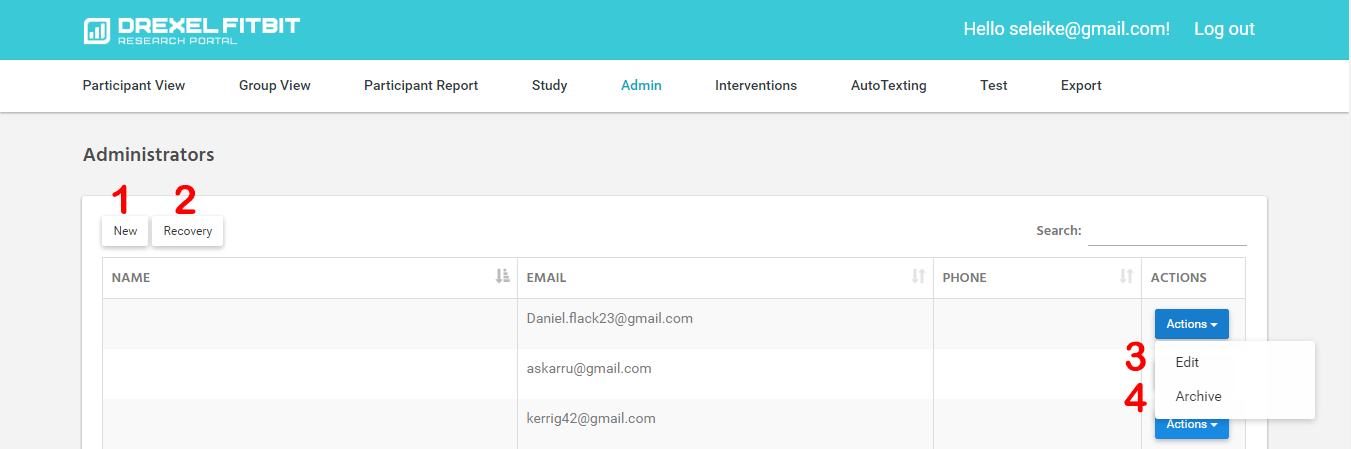 DREXEL FITBIT
RESEARCH PORTAL
Hello seleike@gmail.com! Log out
Participant View Group View Participant Report Study Admin Interventions AutoTexting Test Export
Administrators
1 2
New Recovery Search:
NAME EMAIL PHONE ACTIONS
Daniel.flack23@gmail.com Actions
3 Edit
askarru@gmail.com
4 Archive
kerrig42@gmail.com Actions